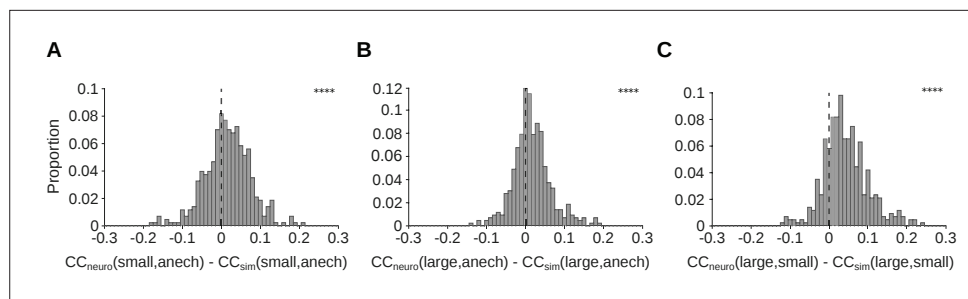 A
B
C
0.1
0.08
0.06
0.04
0.02
0
Proportion
****
-0.3 -0.2 -0.1 0 0.1 0.2 0.3
CCneuro(small,anech) - CCsim(small,anech)
0.12
0.1
0.08
0.06
0.04
0.02
0
****
-0.3 -0.2 -0.1 0 0.1 0.2 0.3
CCneuro(large,anech) - CCsim(large,anech)
0.1
0.08
0.06
0.04
0.02
0
****
-0.3 -0.2 -0.1 0 0.1 0.2 0.3
CCneuro(large,small) - CCsim(large,small)